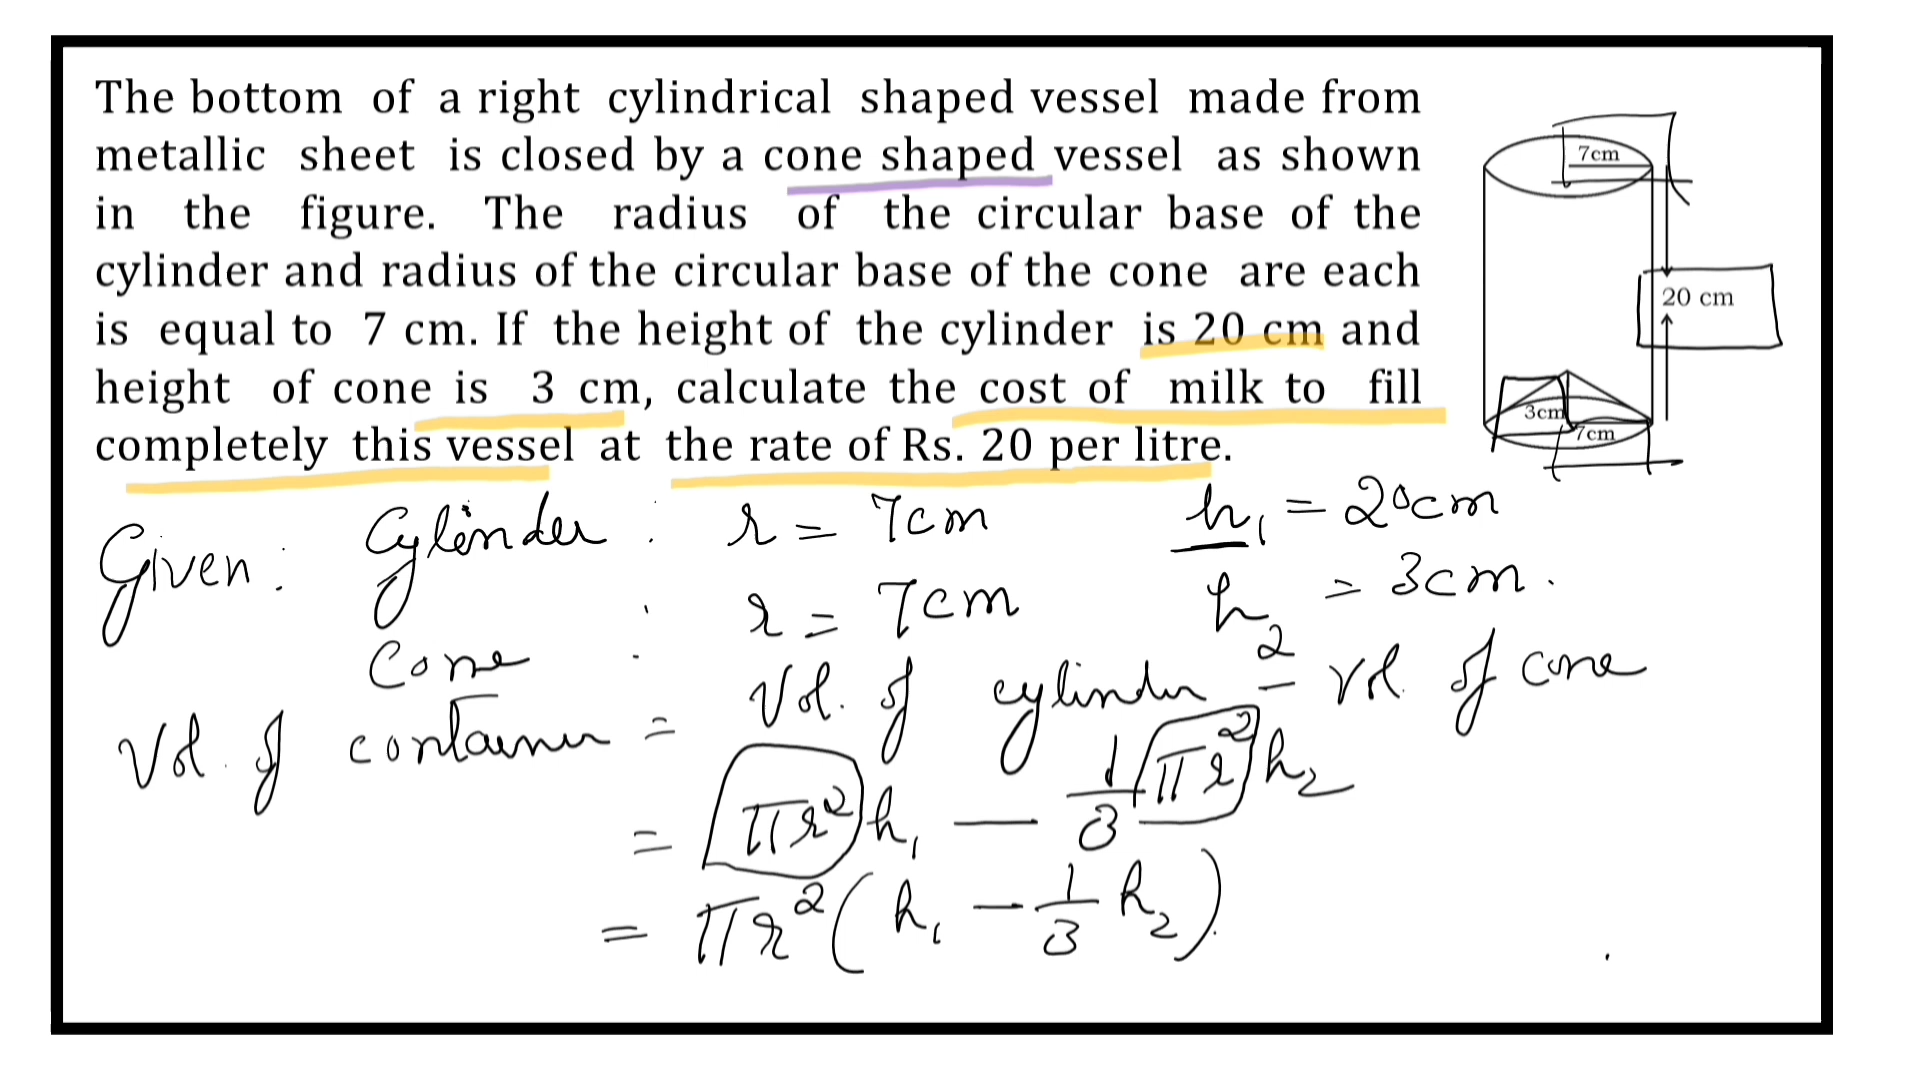 The bottom of a right cylindrical shaped vessel made from
metallic sheet is closed by a cone shaped vessel as shown
in the figure. The radius of the circular base of the
cylinder and radius of the circular base of the cone are each
is equal to 7 cm. If the height of the cylinder is 20 cm and
height of cone is 3 cm, calculate the cost of milk to fill
completely this vessel at the rate of Rs. 20 per litre.
7cm
20 cm
3cm
7cm
Given: Cylinder : r = 7cm h₁ = 20cm
Cone : r = 7cm h₂ = 3cm.
Vol. of container = Vol. of cylinder – Vol. of cone
= πr²h₁ — 1/3 πr²h₂
= πr²(h₁ – 1/3 h₂)